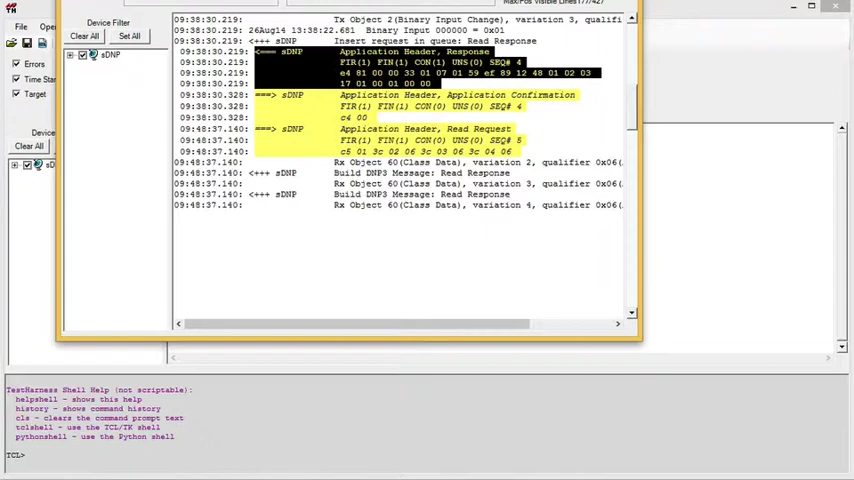 TH
File
Ope
Errors
Time Star
Target
Device
Clear All
sD
Device Filter
Clear All
Set All
sDNP
Max/Pos Visible Lines1777/427
09:38:30.219: Tx Object 2(Binary Input Change), variation 3, qualifi
09:38:30.219: 26Aug14 13:38:22.681 Binary Input 000000 = 0x01
09:38:30.219: <+++ sDNP Insert request in queue: Read Response
09:38:30.219: <=== sDNP Application Header, Response
09:38:30.219: FIR(1) FIN(1) CON(1) UNS(0) SEQ# 4
09:38:30.219: e4 81 00 00 33 01 07 01 59 ef 89 12 48 01 02 03
09:38:30.219: 17 01 00 01 00 00
09:38:30.328: ===> sDNP Application Header, Application Confirmation
09:38:30.328: FIR(1) FIN(1) CON(0) UNS(0) SEQ# 4
09:38:30.328: c4 00
09:48:37.140: ===> sDNP Application Header, Read Request
09:48:37.140: FIR(1) FIN(1) CON(0) UNS(0) SEQ# 5
09:48:37.140: c5 01 3c 02 06 3c 03 06 3c 04 06
09:48:37.140: Rx Object 60(Class Data), variation 2, qualifier 0x06(
09:48:37.140: <+++ sDNP Build DNP3 Message: Read Response
09:48:37.140: Rx Object 60(Class Data), variation 3, qualifier 0x06(
09:48:37.140: <+++ sDNP Build DNP3 Message: Read Response
09:48:37.140: Rx Object 60(Class Data), variation 4, qualifier 0x06(
TestHarness Shell Help (not scriptable):
helpshell - shows this help
history - shows command history
cls - clears the command prompt text
tclshell - use the TCL/TK shell
pythonshell - use the Python shell
TCL>